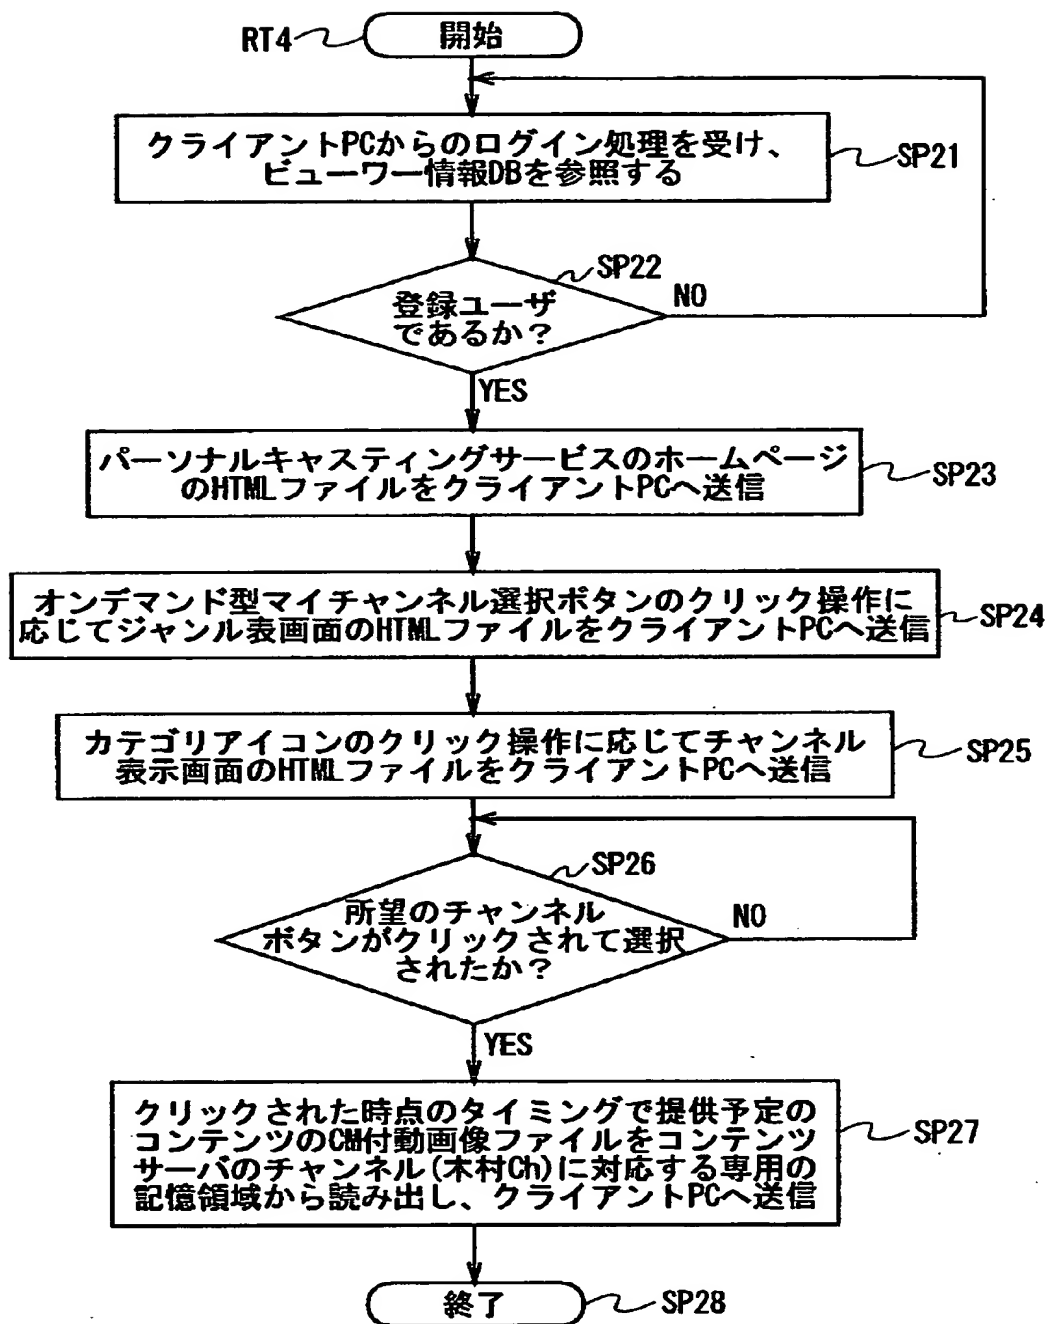 RT4
開始
クライアントPCからのログイン処理を受け、
ビューワー情報DBを参照する
SP21
SP22
登録ユーザ
であるか?
NO
YES
パーソナルキャスティングサービスのホームページ
のHTMLファイルをクライアントPCへ送信
SP23
オンデマンド型マイチャンネル選択ボタンのクリック操作に
応じてジャンル表画面のHTMLファイルをクライアントPCへ送信
SP24
カテゴリアイコンのクリック操作に応じてチャンネル
表示画面のHTMLファイルをクライアントPCへ送信
SP25
SP26
所望のチャンネル
ボタンがクリックされて選択
されたか?
NO
YES
クリックされた時点のタイミングで提供予定の
コンテンツのCM付動画像ファイルをコンテンツ
サーバのチャンネル(木村Ch)に対応する専用の
記憶領域から読み出し、クライアントPCへ送信
SP27
終了
SP28